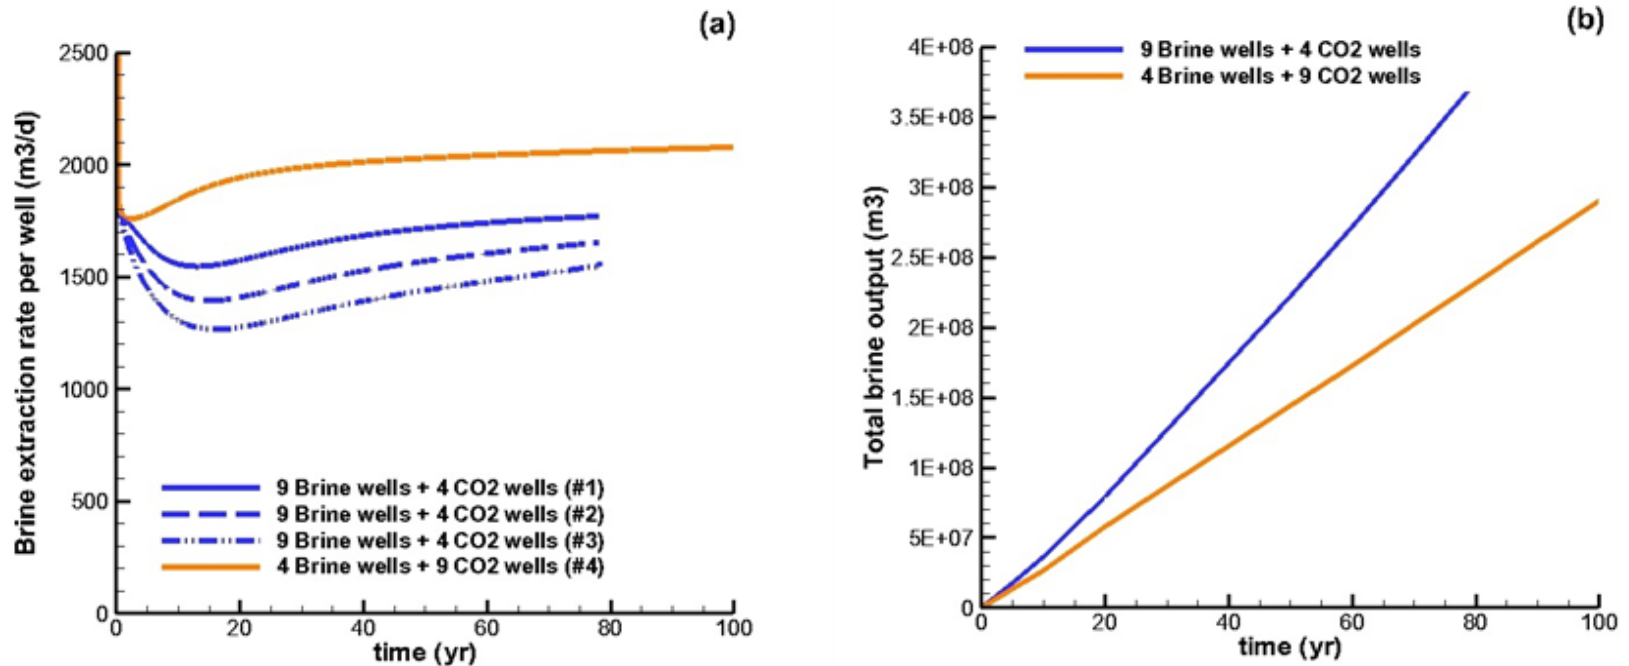 (a)
Brine extraction rate per well (m3/d)
2500
2000
1500
1000
500
0
9 Brine wells + 4 CO2 wells (#1)
9 Brine wells + 4 CO2 wells (#2)
9 Brine wells + 4 CO2 wells (#3)
4 Brine wells + 9 CO2 wells (#4)
0 20 40 60 80 100
time (yr)
(b)
Total brine output (m3)
4E+08
3.5E+08
3E+08
2.5E+08
2E+08
1.5E+08
1E+08
5E+07
0
9 Brine wells + 4 CO2 wells
4 Brine wells + 9 CO2 wells
0 20 40 60 80 100
time (yr)